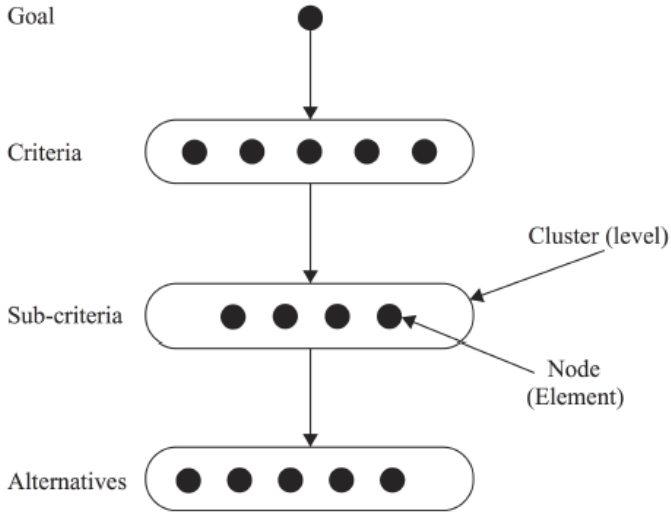 Goal
Criteria
Cluster (level)
Sub-criteria
Node
(Element)
Alternatives